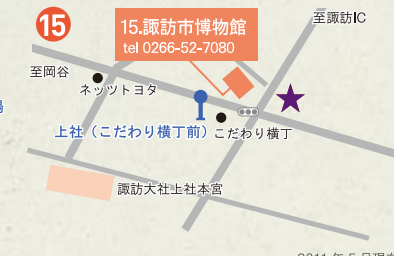 15
15.諏訪市博物館
tel 0266-52-7080
至諏訪IC
至岡谷
ネッツトヨタ
場
上社（こだわり横丁前）
こだわり横丁
諏訪大社上社本宮